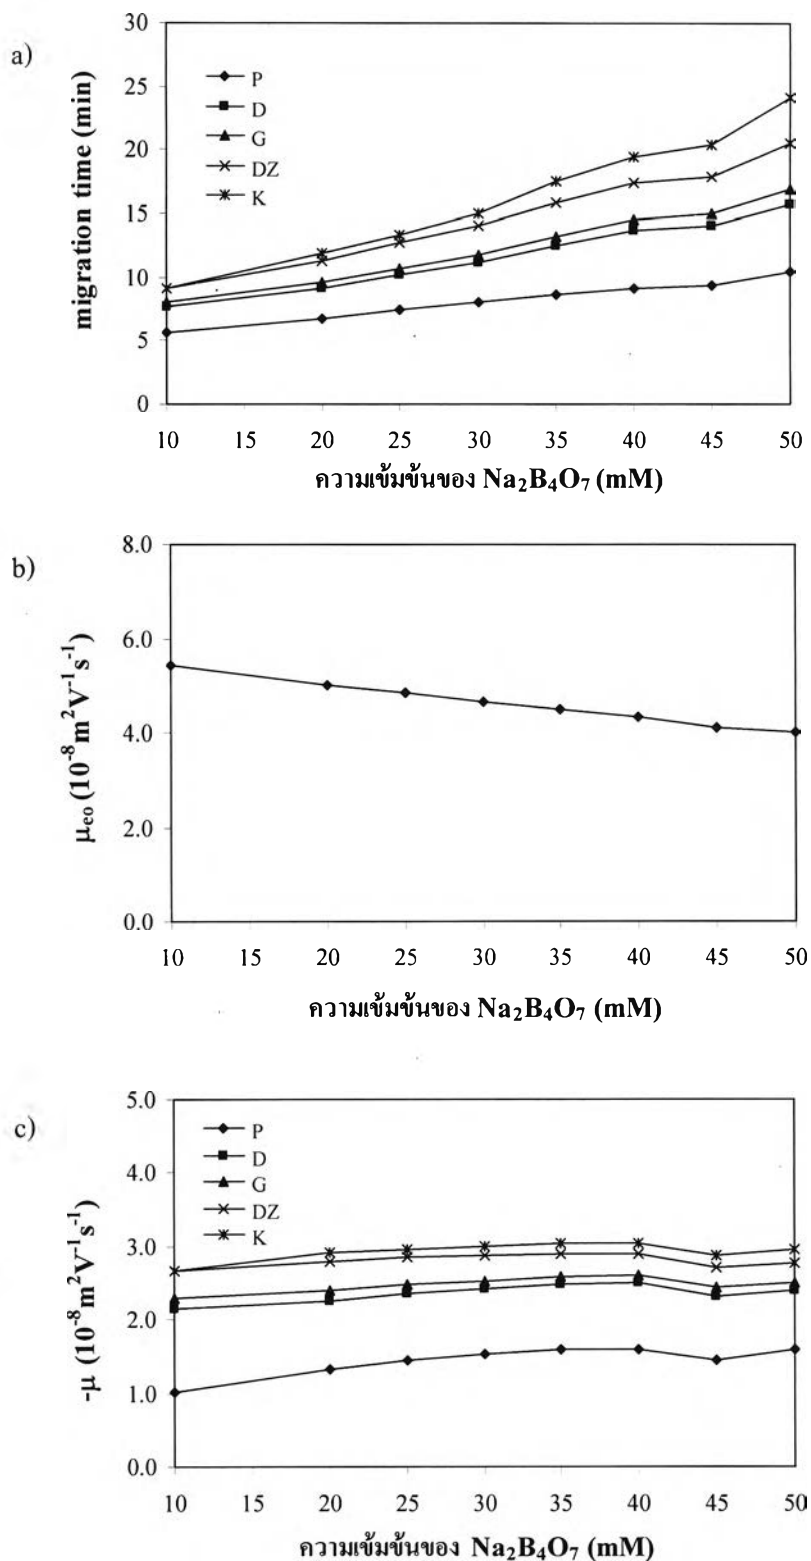 a)
migration time (min)
30
25
20
15
10
5
0
P
D
G
DZ
K
10 15 20 25 30 35 40 45 50
ความเข้มข้นของ Na₂B₄O₇ (mM)
b)
μₑₒ (10⁻⁸m²V⁻¹s⁻¹)
8.0
6.0
4.0
2.0
0.0
10 15 20 25 30 35 40 45 50
ความเข้มข้นของ Na₂B₄O₇ (mM)
c)
-μ (10⁻⁸m²V⁻¹s⁻¹)
5.0
4.0
3.0
2.0
1.0
0.0
P
D
G
DZ
K
10 15 20 25 30 35 40 45 50
ความเข้มข้นของ Na₂B₄O₇ (mM)